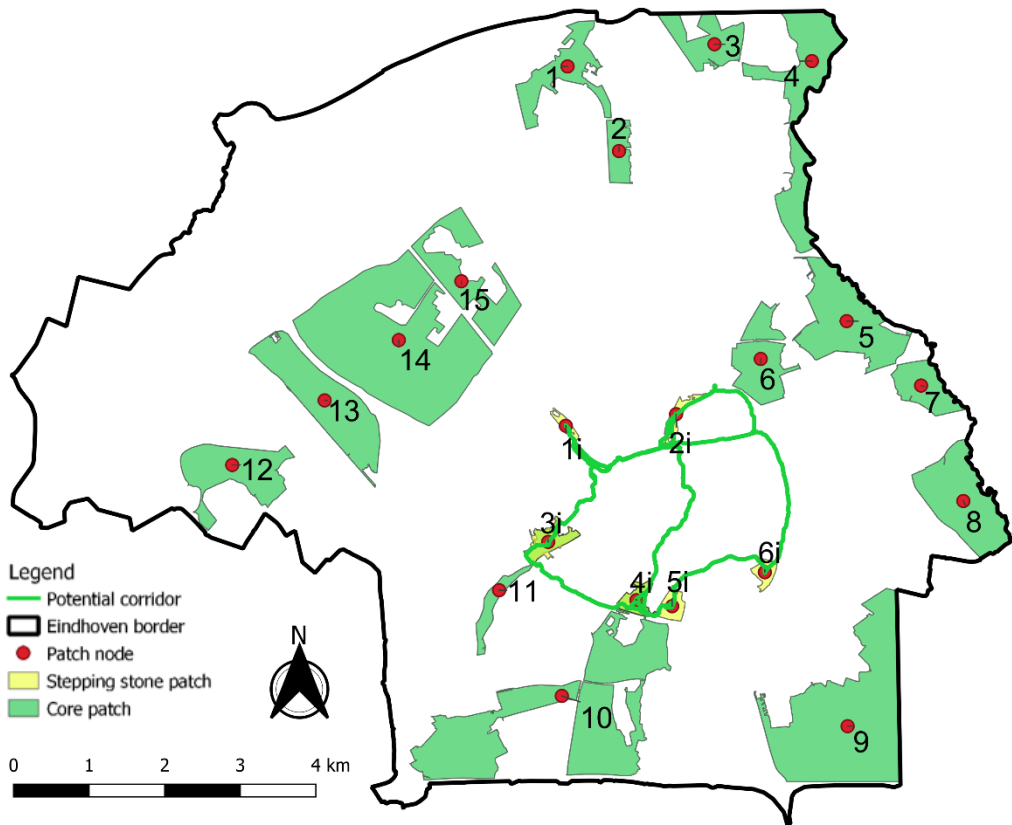 3
4
1
2
5
15
14
6
7
13
1i
2i
12
8
3i
6i
4i
5i
11
10
9
Legend
Potential corridor
Eindhoven border
Patch node
Stepping stone patch
Core patch
N
0 1 2 3 4 km